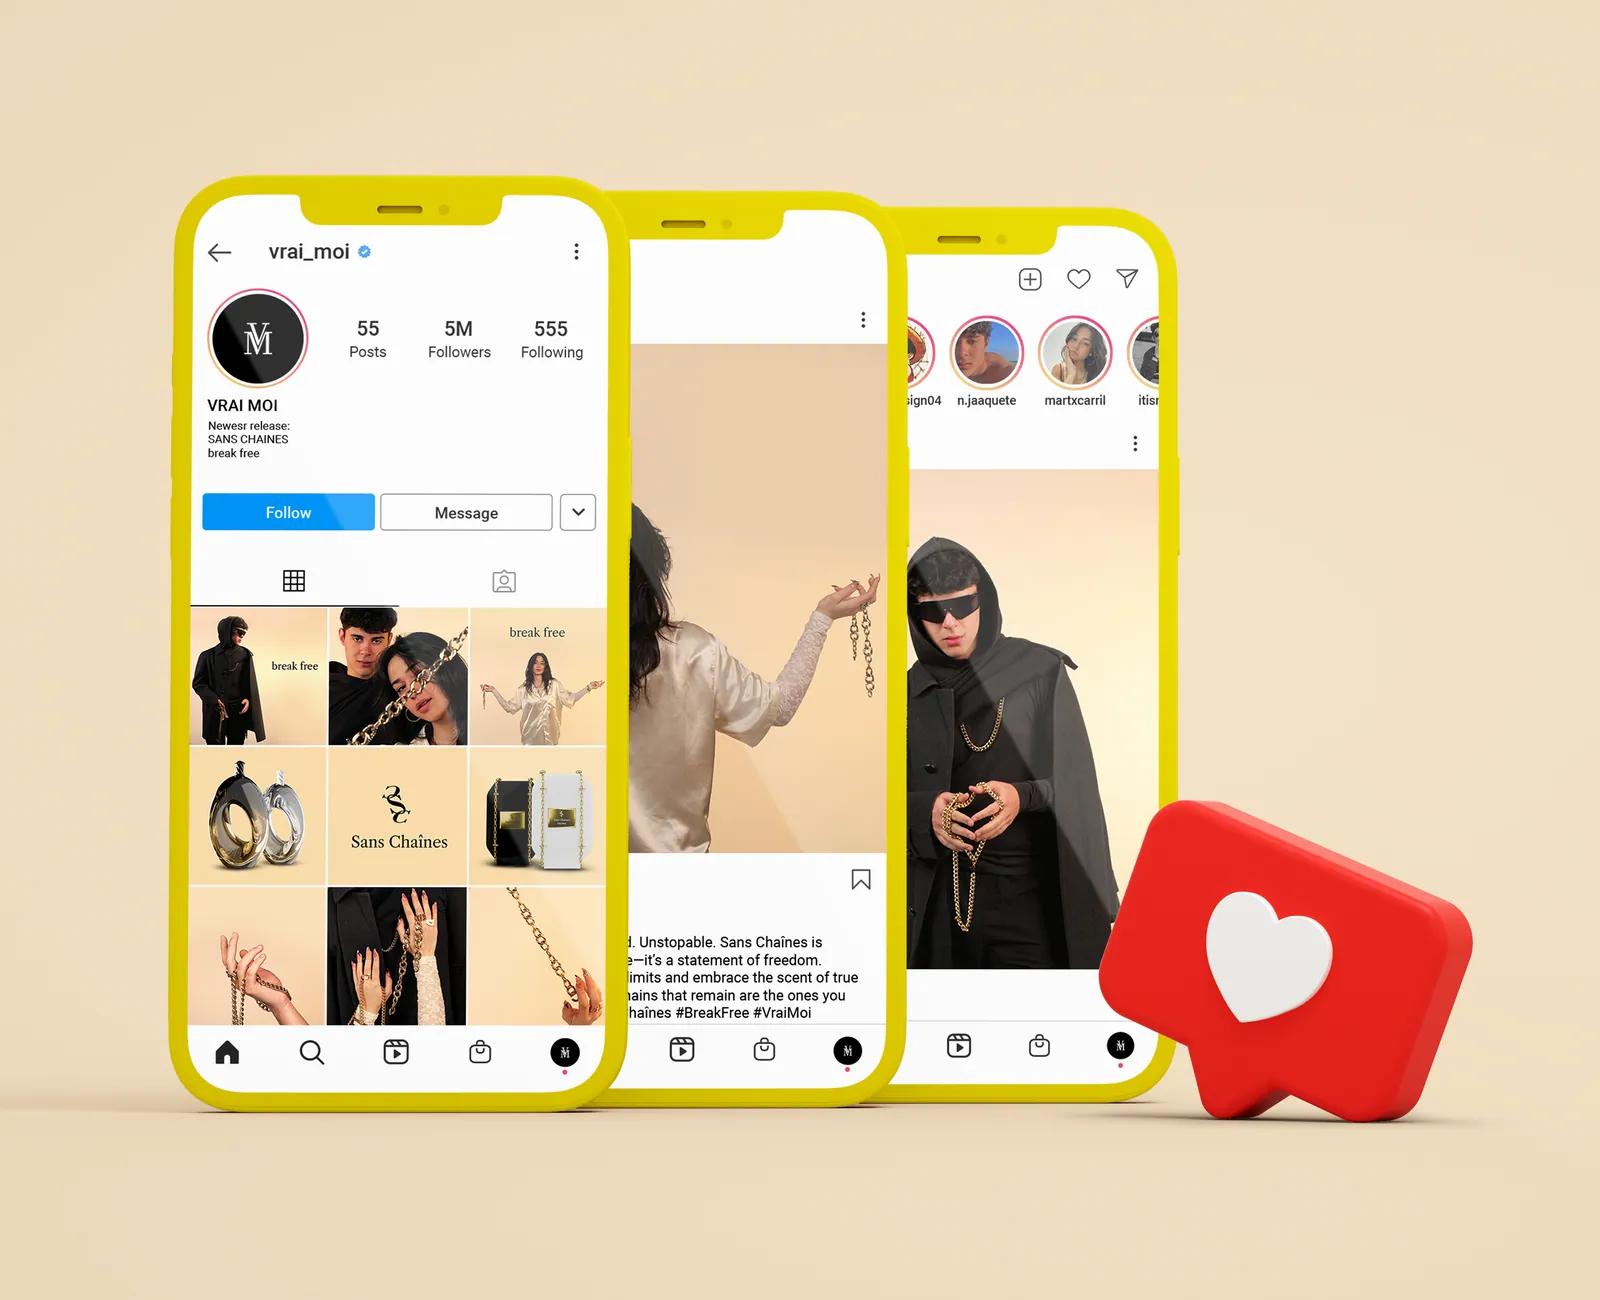 vrai_moi
55
5M
555
Posts
Followers
Following
VRAI MOI
Newesr release:
SANS CHAINES
break free
Follow
Message
break free
break free
Sans Chaînes
VM
d. Unstopable. Sans Chaînes is
e—it's a statement of freedom.
limits and embrace the scent of true
hains that remain are the ones you
haînes #BreakFree #VraiMoi
sign04
n.jaaquete
martxcarril
itisr